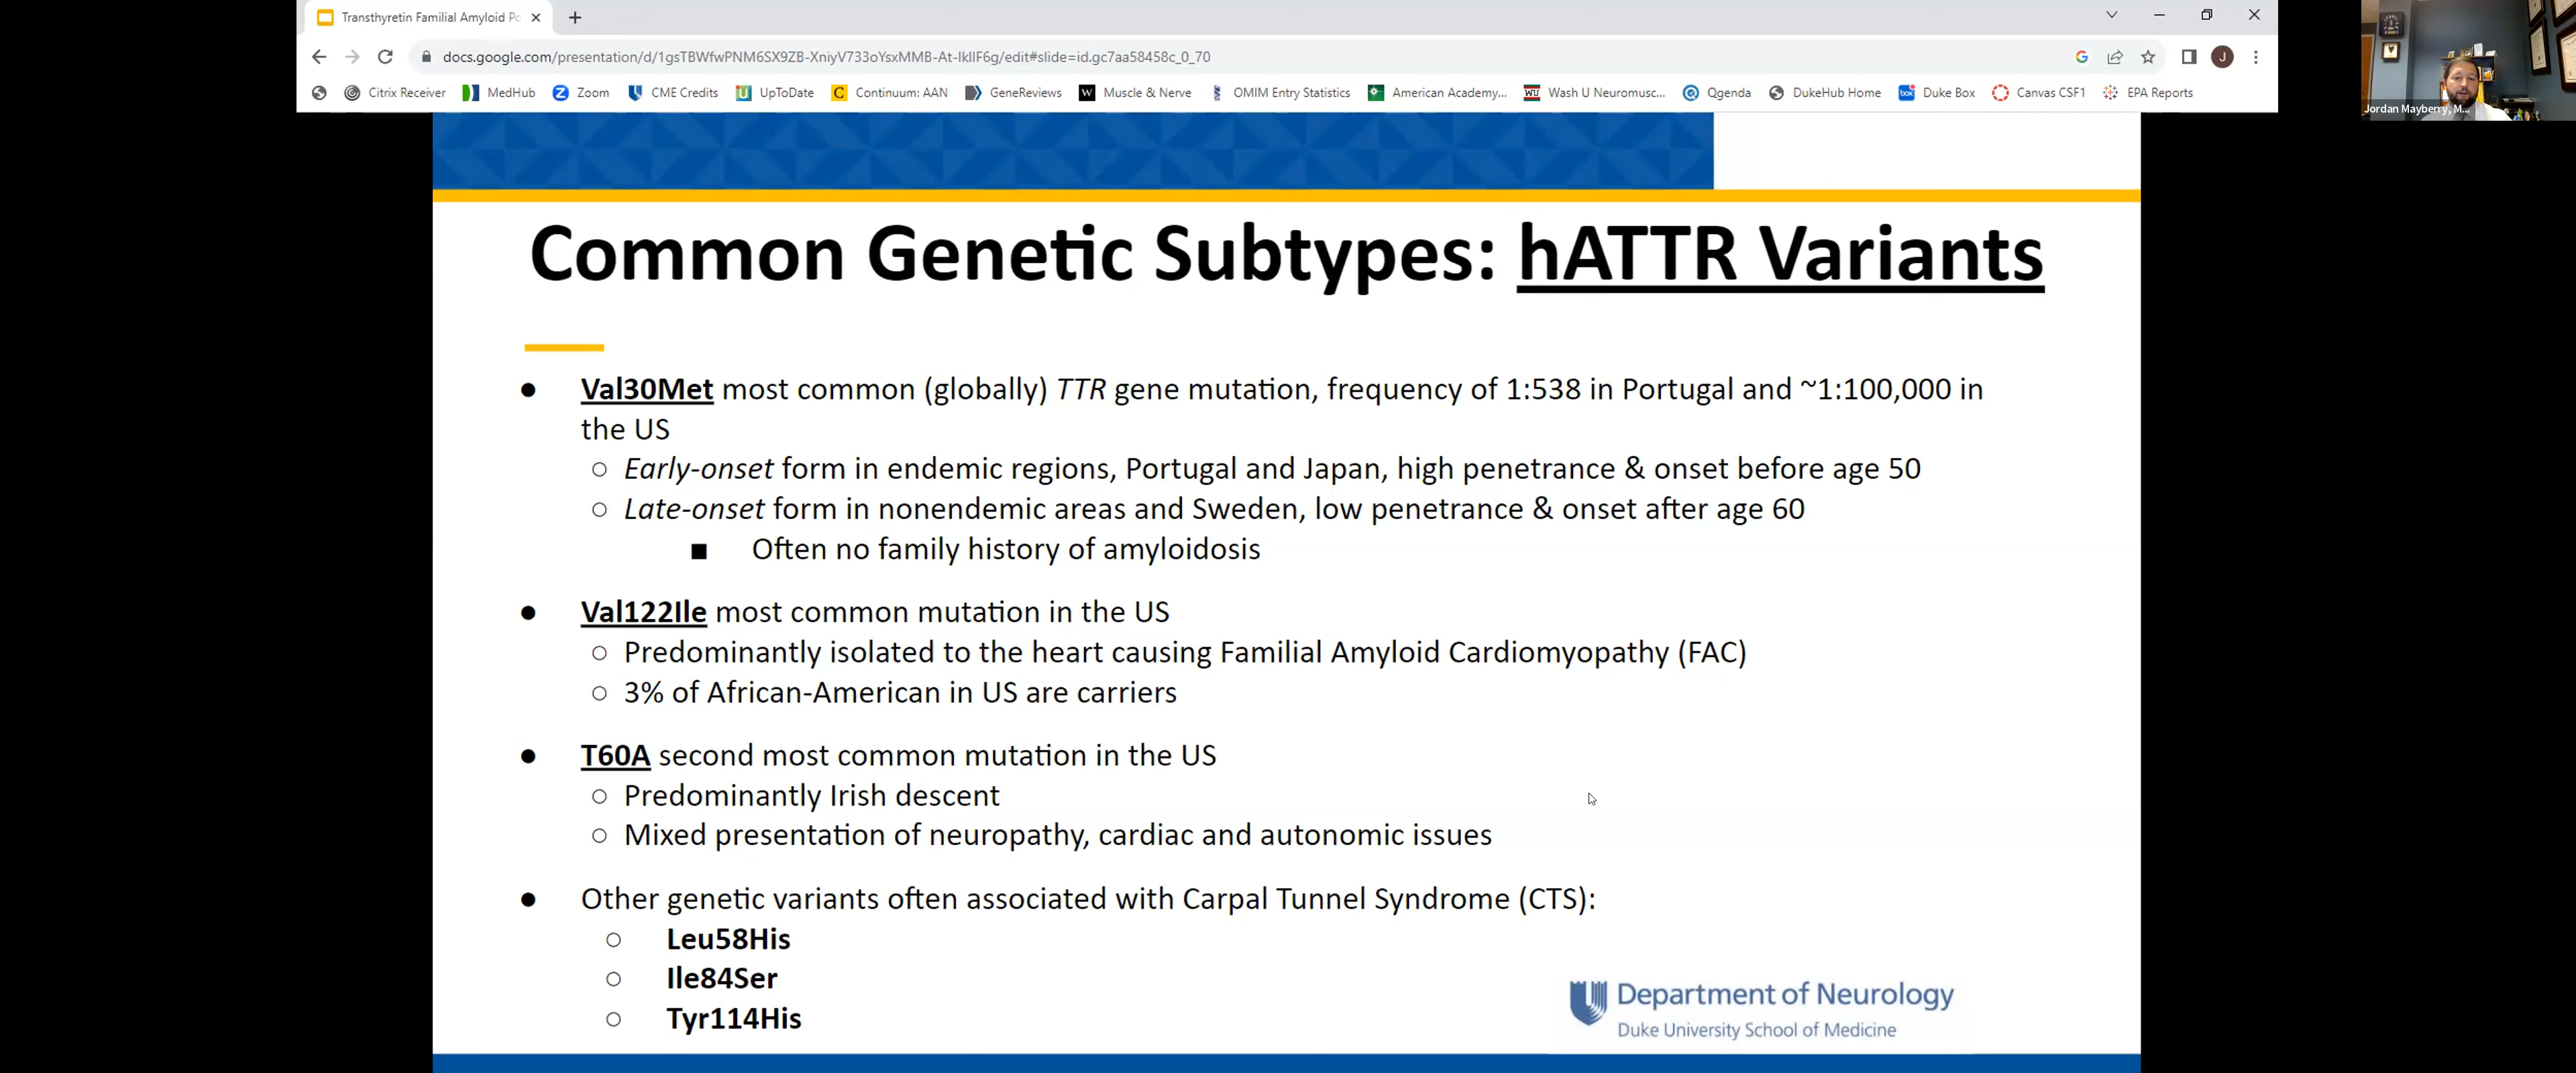 Transthyretin Familial Amyloid Po
docs.google.com/presentation/d/1gsTBWfwPNM6SX9ZB-XniyV733oYsxMMB-At-IklIF6g/edit#slide=id.gc7aa58458c_0_70
J
Citrix Receiver MedHub Zoom CME Credits UpToDate Continuum: AAN GeneReviews Muscle & Nerve OMIM Entry Statistics American Academy... Wash U Neuromusc... Qgenda DukeHub Home Duke Box Canvas CSF1 EPA Reports
Jordan Mayberry, M...
Common Genetic Subtypes: hATTR Variants
● Val30Met most common (globally) TTR gene mutation, frequency of 1:538 in Portugal and ~1:100,000 in
the US
○ Early-onset form in endemic regions, Portugal and Japan, high penetrance & onset before age 50
○ Late-onset form in nonendemic areas and Sweden, low penetrance & onset after age 60
■ Often no family history of amyloidosis
● Val122Ile most common mutation in the US
○ Predominantly isolated to the heart causing Familial Amyloid Cardiomyopathy (FAC)
○ 3% of African-American in US are carriers
● T60A second most common mutation in the US
○ Predominantly Irish descent
○ Mixed presentation of neuropathy, cardiac and autonomic issues
● Other genetic variants often associated with Carpal Tunnel Syndrome (CTS):
○ Leu58His
○ Ile84Ser
○ Tyr114His
Department of Neurology
Duke University School of Medicine